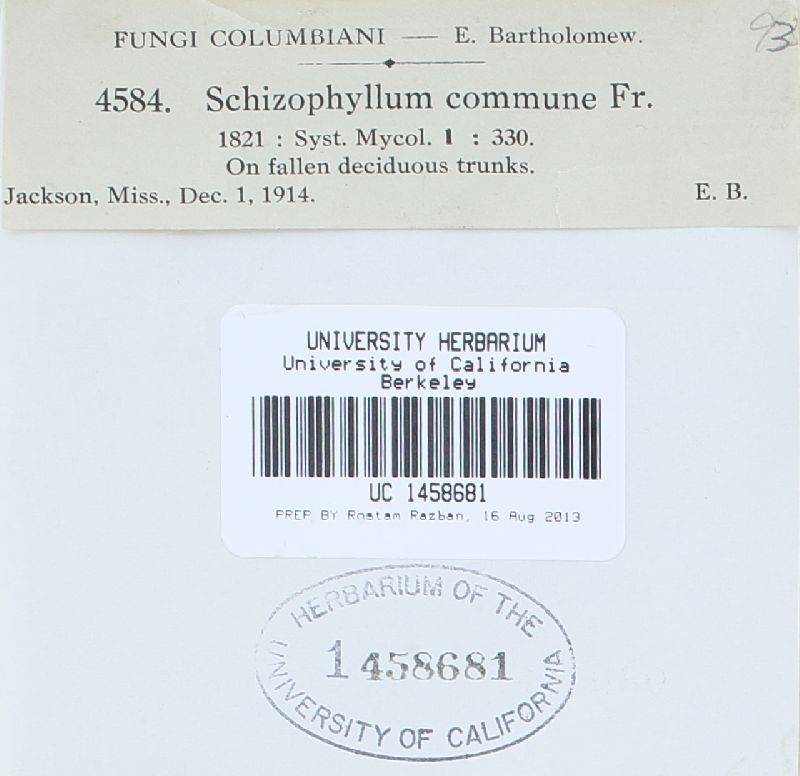 FUNGI COLUMBIANI — E. Bartholomew.
93
4584. Schizophyllum commune Fr.
1821 : Syst. Mycol. 1 : 330.
On fallen deciduous trunks.
Jackson, Miss., Dec. 1, 1914. E. B.
UNIVERSITY HERBARIUM
University of California
Berkeley
UC 1458681
PREP BY Rostam Razban, 16 Aug 2013
HERBARIUM OF THE
1458681
UNIVERSITY OF CALIFORNIA